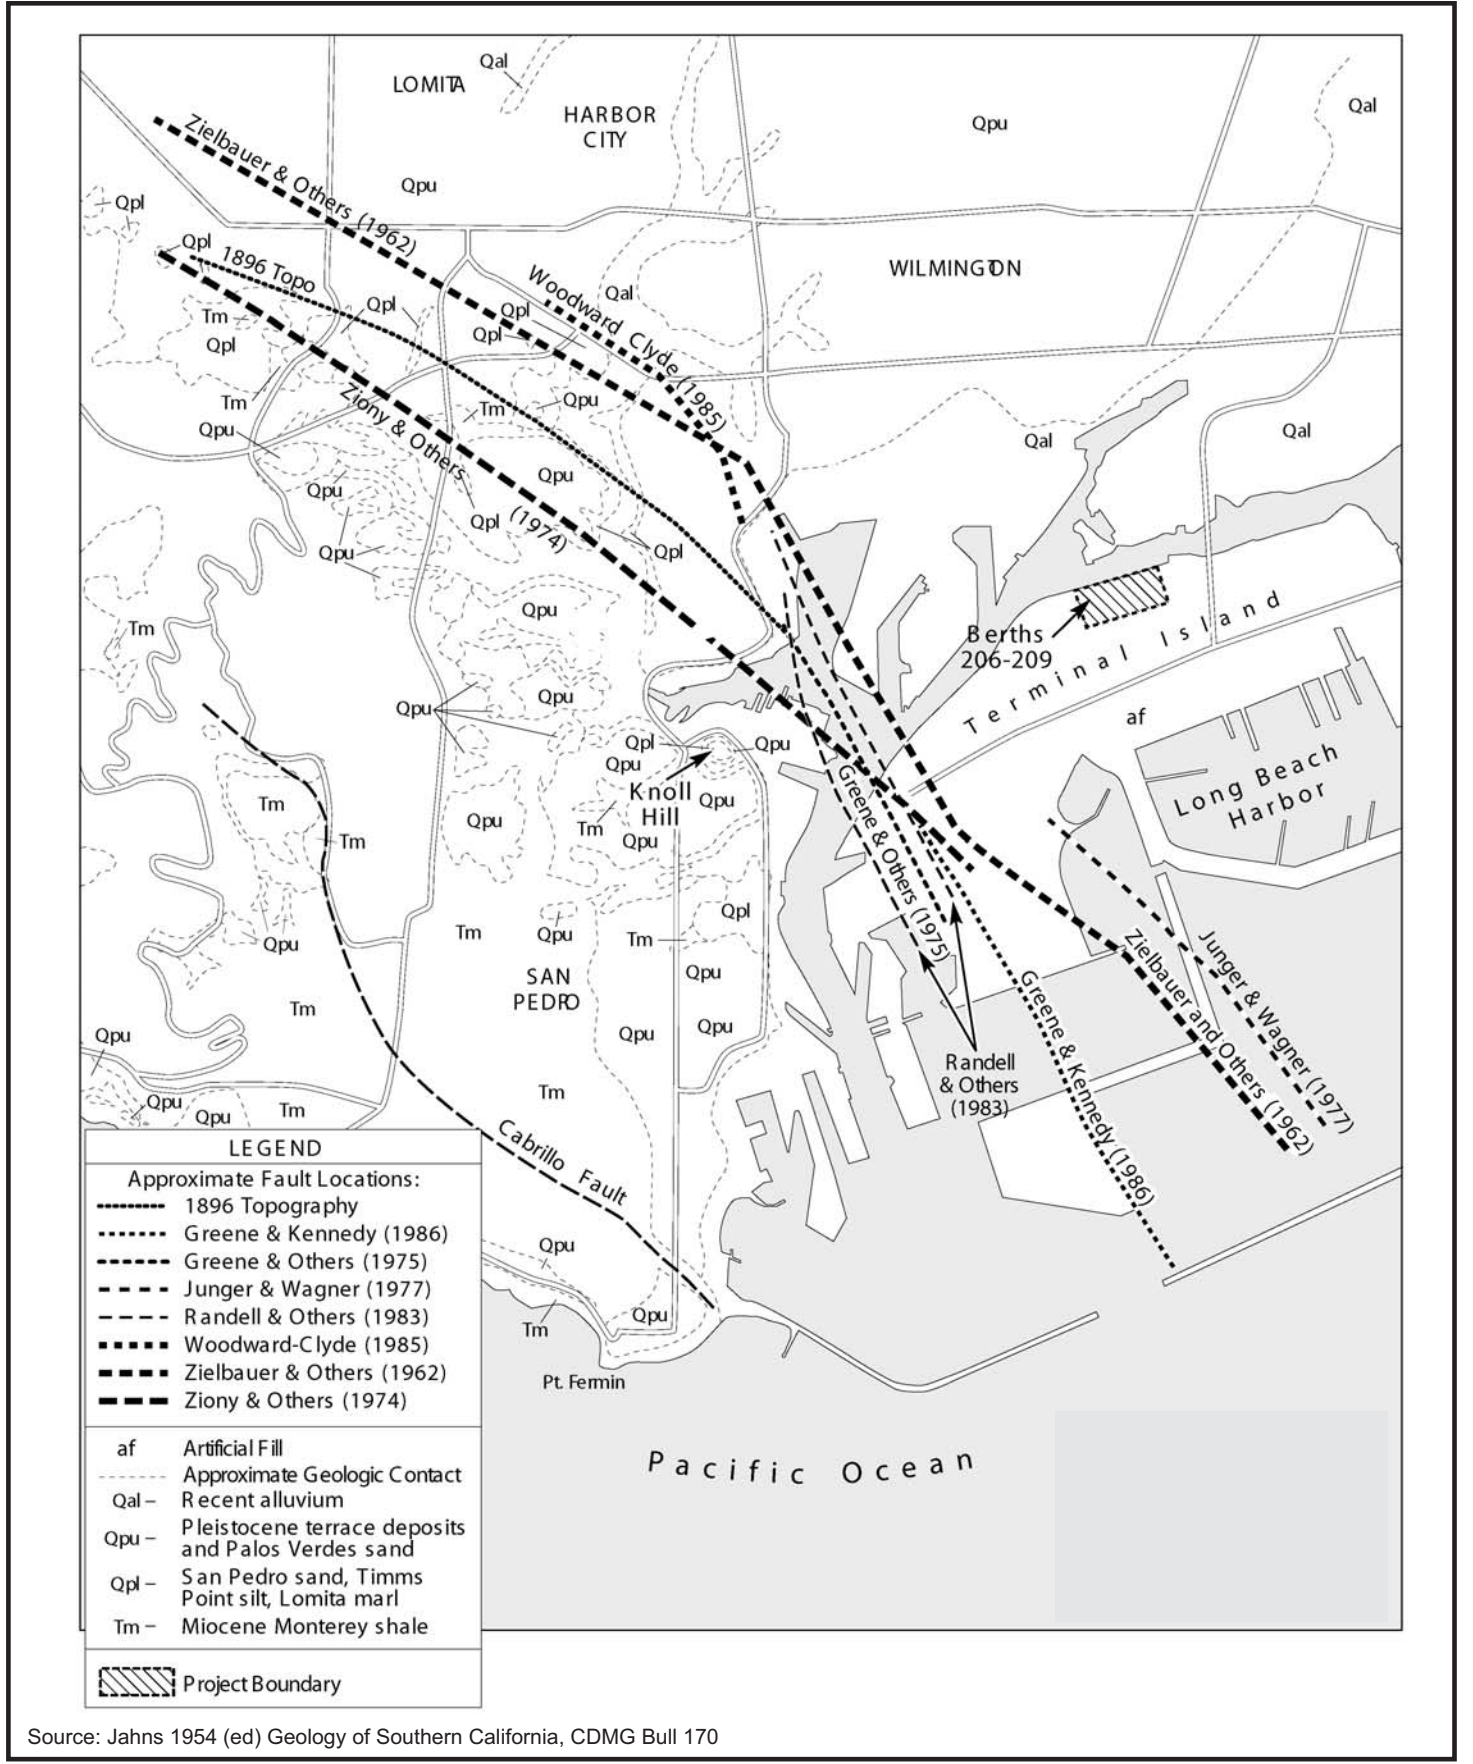 Qal
LOMITA
HARBOR
CITY
Qpu
Qal
Zielbauer & Others (1962)
Qpu
Qpl
Qpl
1896 Topo
Woodward Clyde (1985)
Qal
WILMINGTON
Qpl
Qpl
Qpl
Tm
Qpl
Tm
Ziony & Others (1974)
Tm
Qpu
Qpu
Qal
Qal
Qpu
Qpu
Qpl
Qpu
Qpl
Qpu
Tm
Berths
206-209
Terminal Island
Qpu
Qpu
Qpl
Qpu
Qpu
Knoll
Hill
Qpu
af
Long Beach
Harbor
Tm
Tm
Qpu
Tm
Qpu
Greene & Others (1975)
Qpu
Tm
Qpu
Tm
Qpl
SAN
PEDRO
Qpu
Tm
Qpu
Qpu
Qpu
Zielbauer and Others (1962)
Junger & Wagner (1977)
Greene & Kennedy (1986)
Randell
& Others
(1983)
Qpu
Qpu
Tm
Tm
Cabrillo Fault
Qpu
Qpu
Tm
Pt. Fermin
Pacific Ocean
LEGEND
Approximate Fault Locations:
1896 Topography
Greene & Kennedy (1986)
Greene & Others (1975)
Junger & Wagner (1977)
Randell & Others (1983)
Woodward-Clyde (1985)
Zielbauer & Others (1962)
Ziony & Others (1974)
af Artificial Fill
Approximate Geologic Contact
Qal – Recent alluvium
Qpu – Pleistocene terrace deposits
and Palos Verdes sand
Qpl – San Pedro sand, Timms
Point silt, Lomita marl
Tm – Miocene Monterey shale
Project Boundary
Source: Jahns 1954 (ed) Geology of Southern California, CDMG Bull 170